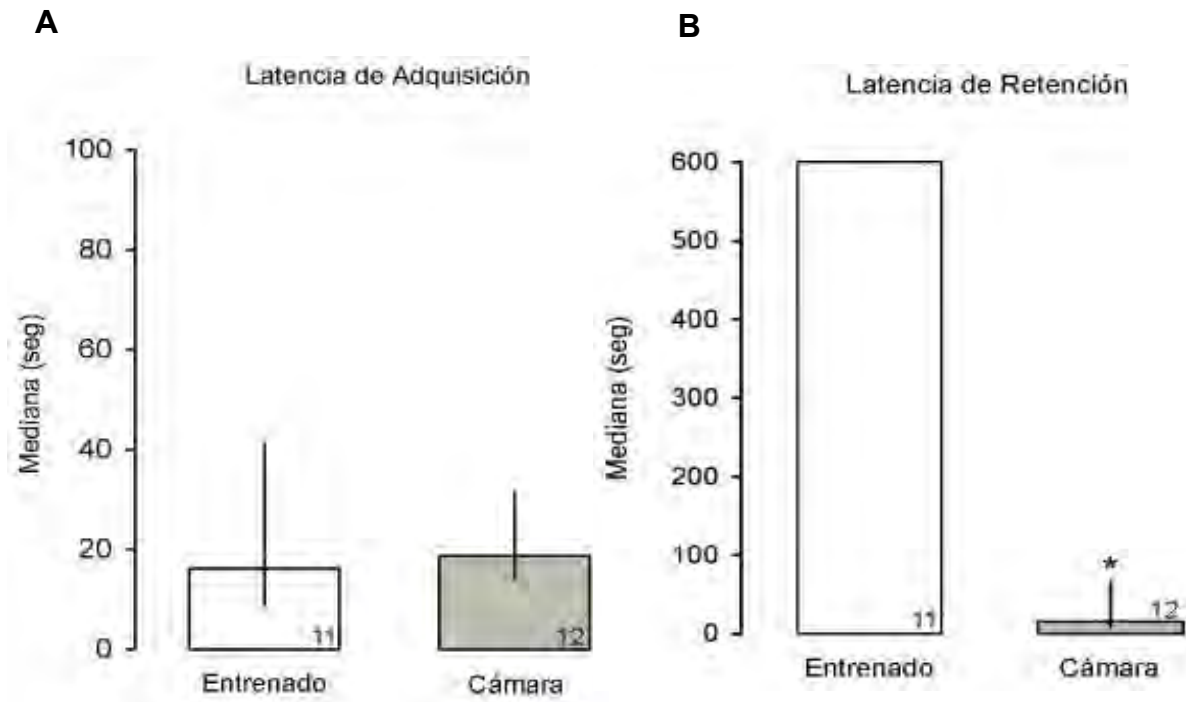 A
Latencia de Adquisición
100
80
60
40
20
0
Mediana (seg)
11
12
Entrenado
Cámara
B
Latencia de Retención
600
500
400
300
200
100
0
Mediana (seg)
*
11
12
Entrenado
Cámara